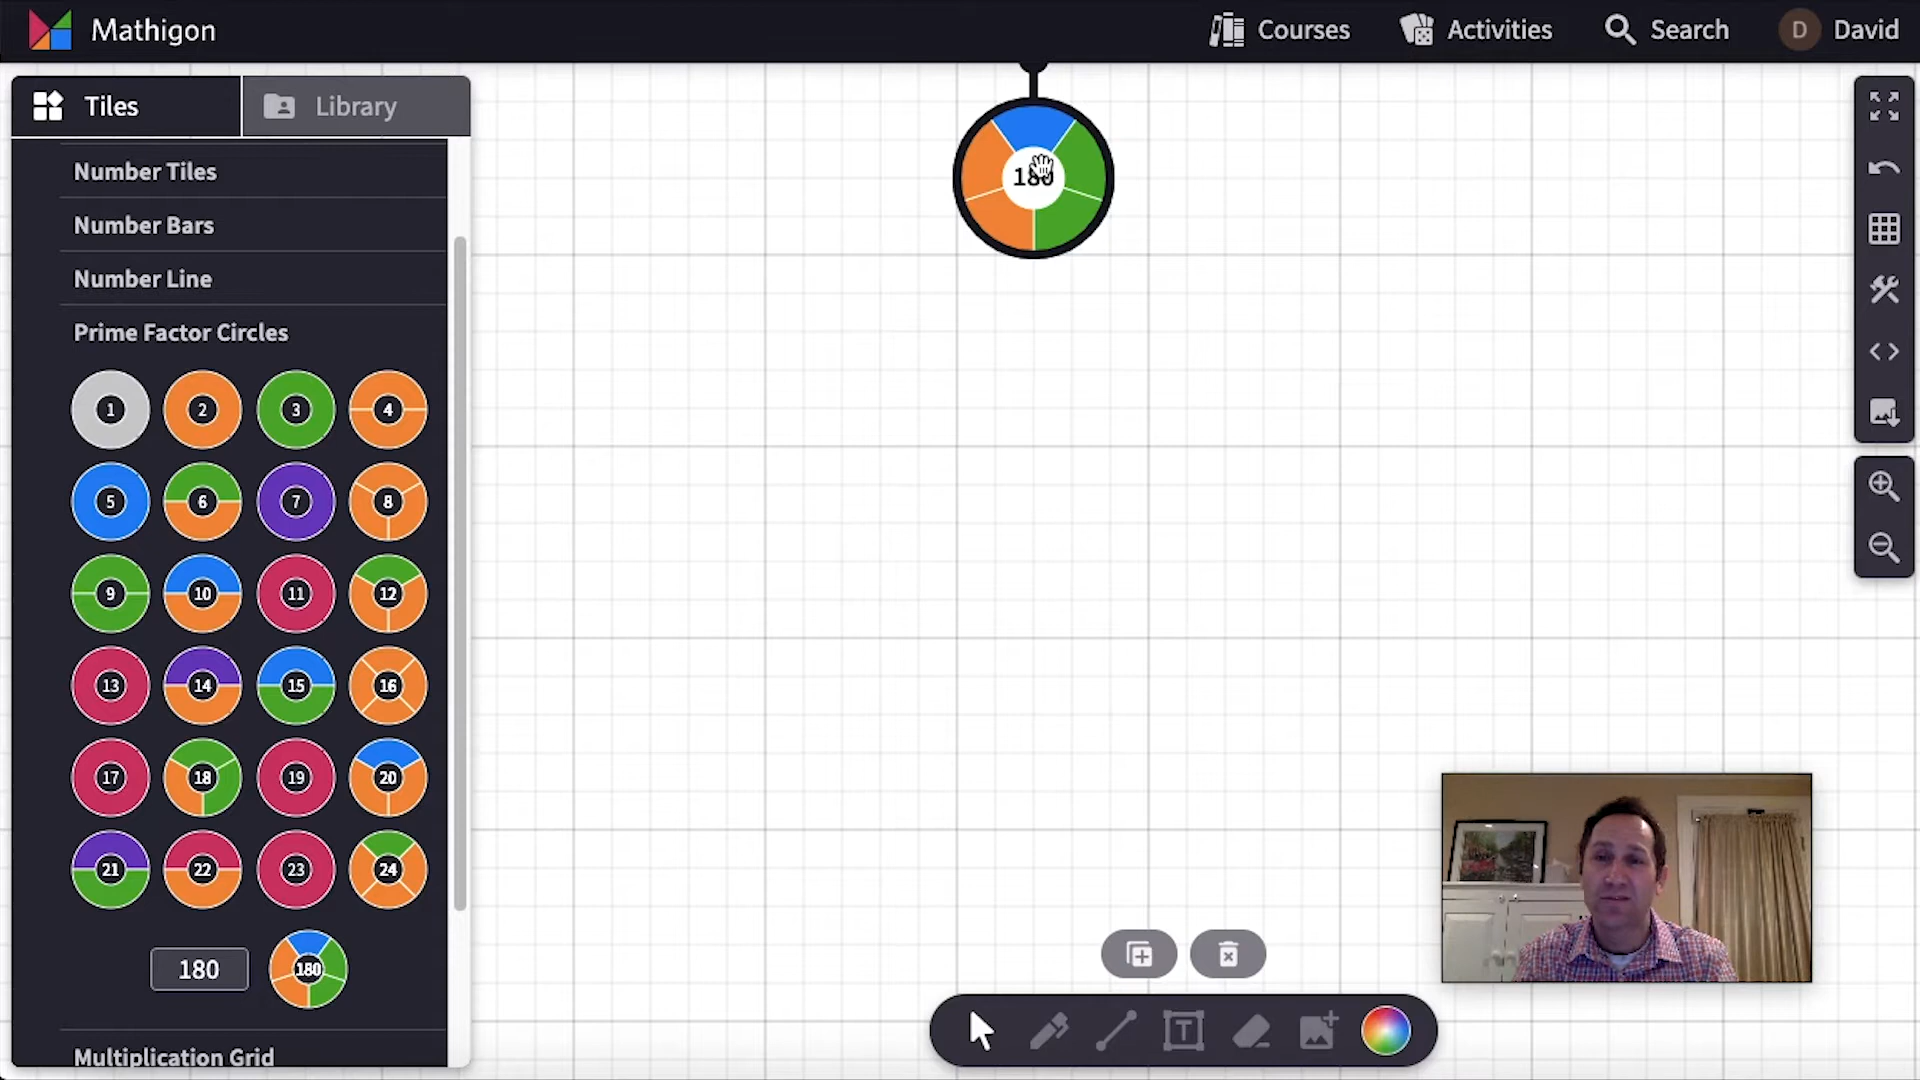 Mathigon
Courses
Activities
Search
D
David
Tiles
Library
Number Tiles
Number Bars
Number Line
Prime Factor Circles
1 2 3 4
5 6 7 8
9 10 11 12
13 14 15 16
17 18 19 20
21 22 23 24
180 180
Multiplication Grid
180
T